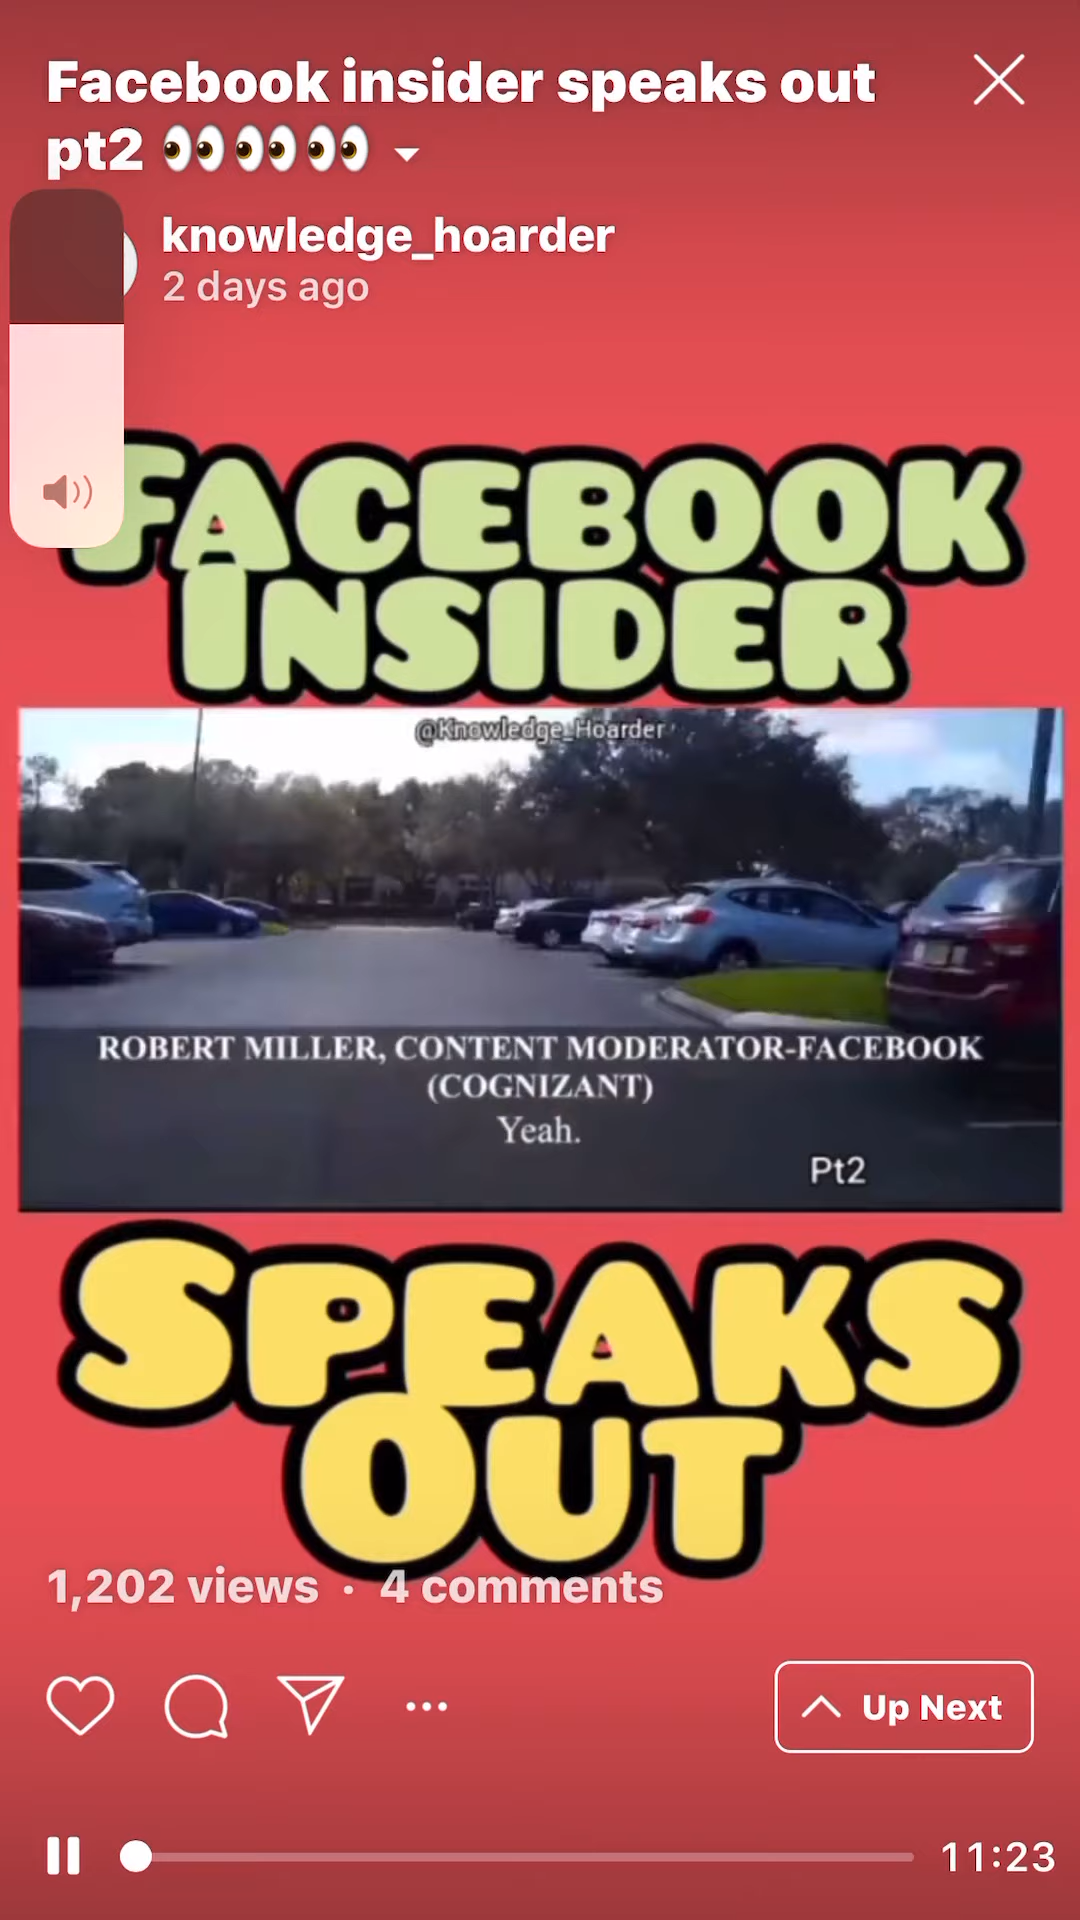 Facebook insider speaks out
pt2 👀👀👀
knowledge_hoarder
2 days ago
FACEBOOK
INSIDER
@Knowledge_Hoarder
ROBERT MILLER, CONTENT MODERATOR-FACEBOOK
(COGNIZANT)
Yeah.
Pt2
SPEAKS
OUT
1,202 views · 4 comments
Up Next
11:23